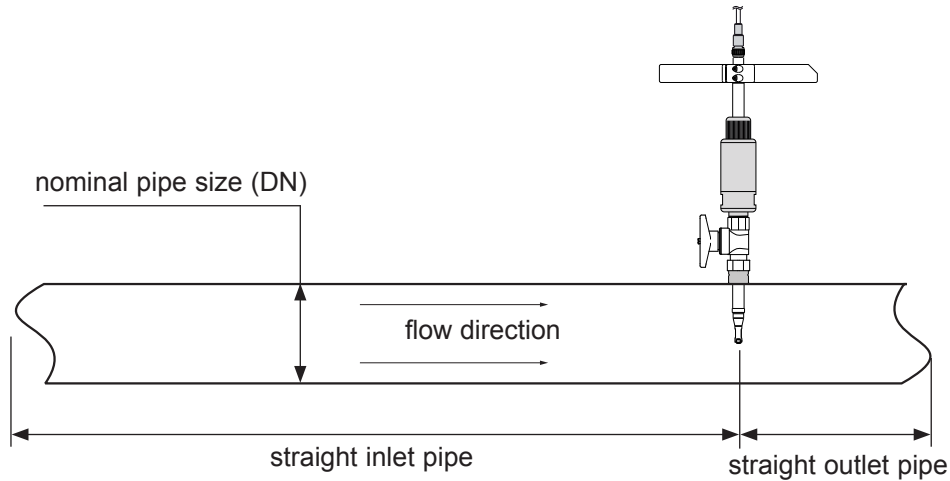 nominal pipe size (DN)
flow direction
straight inlet pipe
straight outlet pipe